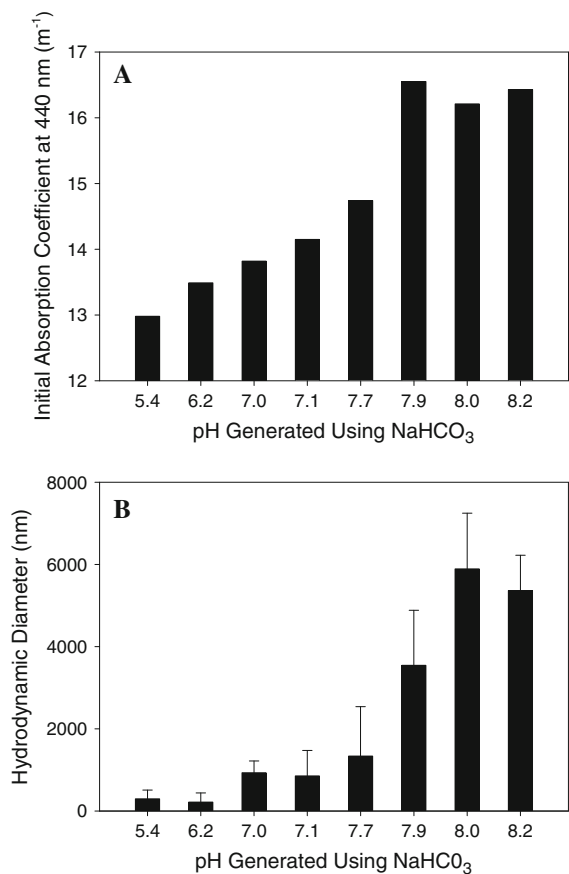 A
Initial Absorption Coefficient at 440 nm (m⁻¹)
17
16
15
14
13
12
5.4 6.2 7.0 7.1 7.7 7.9 8.0 8.2
pH Generated Using NaHCO₃
B
Hydrodynamic Diameter (nm)
8000
6000
4000
2000
0
5.4 6.2 7.0 7.1 7.7 7.9 8.0 8.2
pH Generated Using NaHC0₃